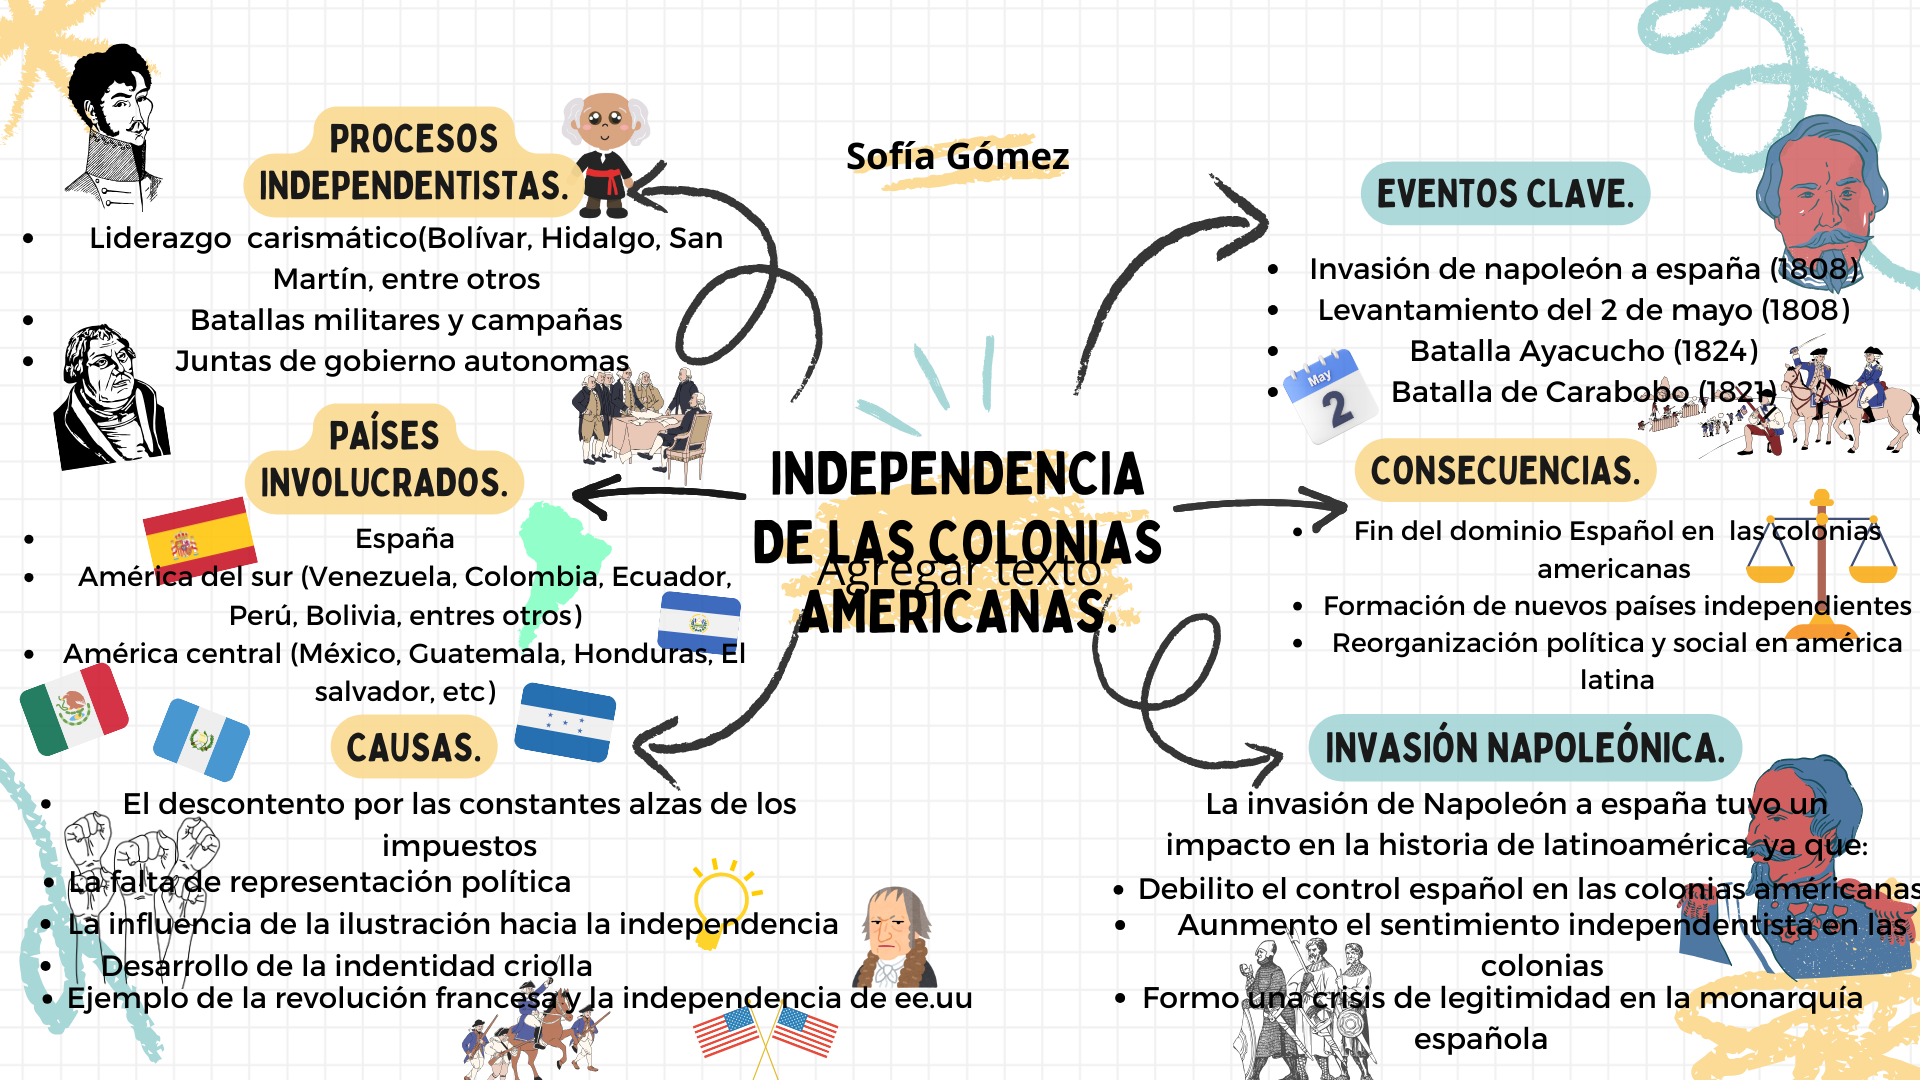 Sofía Gómez
PROCESOS
INDEPENDENTISTAS.
• Liderazgo  carismático(Bolívar, Hidalgo, San
Martín, entre otros
• Batallas militares y campañas
• Juntas de gobierno autonomas
PAÍSES
INVOLUCRADOS.
• España
• América del sur (Venezuela, Colombia, Ecuador,
Perú, Bolivia, entres otros)
• América central (México, Guatemala, Honduras, El
salvador, etc)
CAUSAS.
• El descontento por las constantes alzas de los
impuestos
• La falta de representación política
• La influencia de la ilustración hacia la independencia
• Desarrollo de la indentidad criolla
• Ejemplo de la revolución francesa y la independencia de ee.uu
INDEPENDENCIA
DE LAS COLONIAS
Agregar texto
AMERICANAS.
EVENTOS CLAVE.
• Invasión de napoleón a españa (1808)
• Levantamiento del 2 de mayo (1808)
• Batalla Ayacucho (1824)
• Batalla de Carabobo (1821)
May
2
CONSECUENCIAS.
• Fin del dominio Español en  las colonias
americanas
• Formación de nuevos países independientes
• Reorganización política y social en américa
latina
INVASIÓN NAPOLEÓNICA.
La invasión de Napoleón a españa tuvo un
impacto en la historia de latinoamérica, ya que:
• Debilito el control español en las colonias américanas
• Aunmento el sentimiento independentista en las
colonias
• Formo una crisis de legitimidad en la monarquía
española